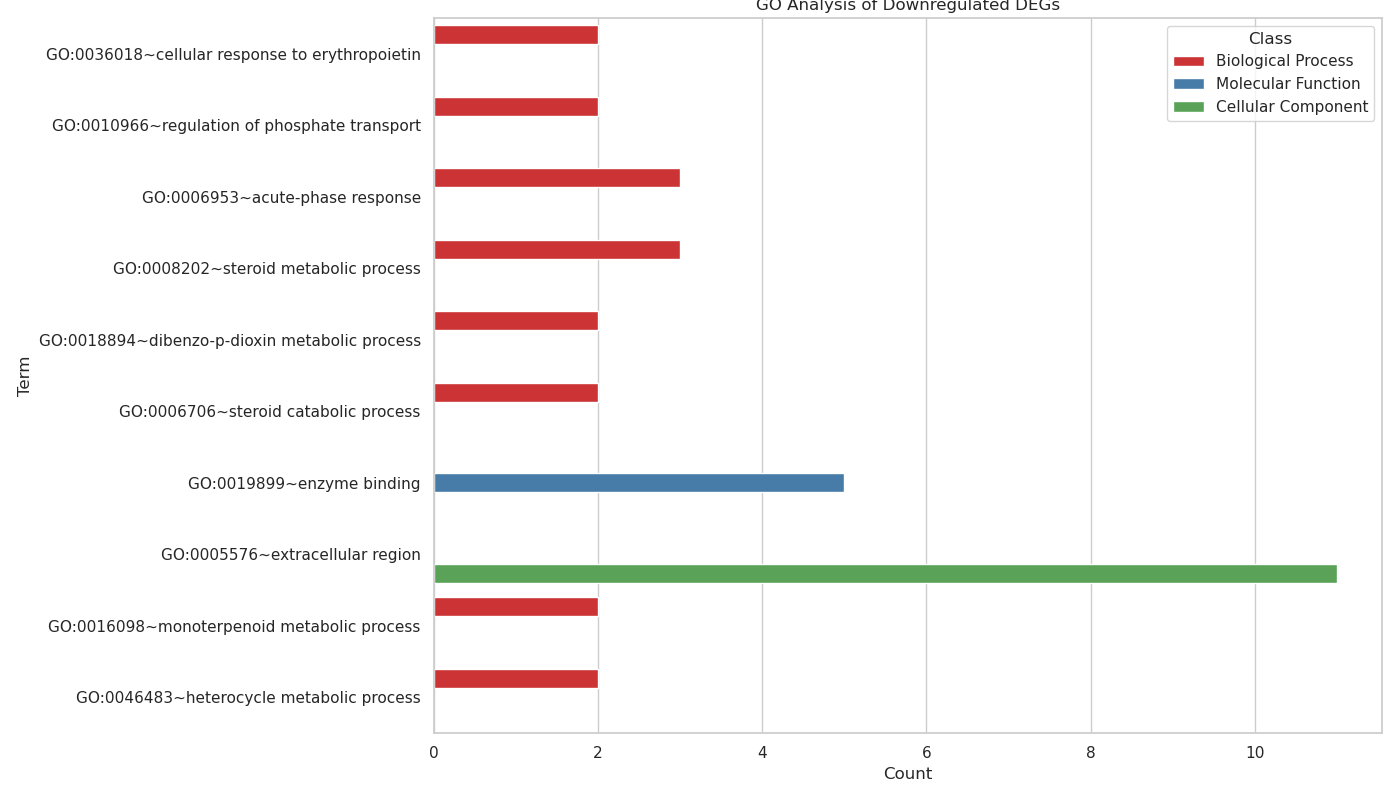 GO Analysis of Downregulated DEGs
Class
Biological Process
Molecular Function
Cellular Component
Term
GO:0036018~cellular response to erythropoietin
GO:0010966~regulation of phosphate transport
GO:0006953~acute-phase response
GO:0008202~steroid metabolic process
GO:0018894~dibenzo-p-dioxin metabolic process
GO:0006706~steroid catabolic process
GO:0019899~enzyme binding
GO:0005576~extracellular region
GO:0016098~monoterpenoid metabolic process
GO:0046483~heterocycle metabolic process
0 2 4 6 8 10
Count